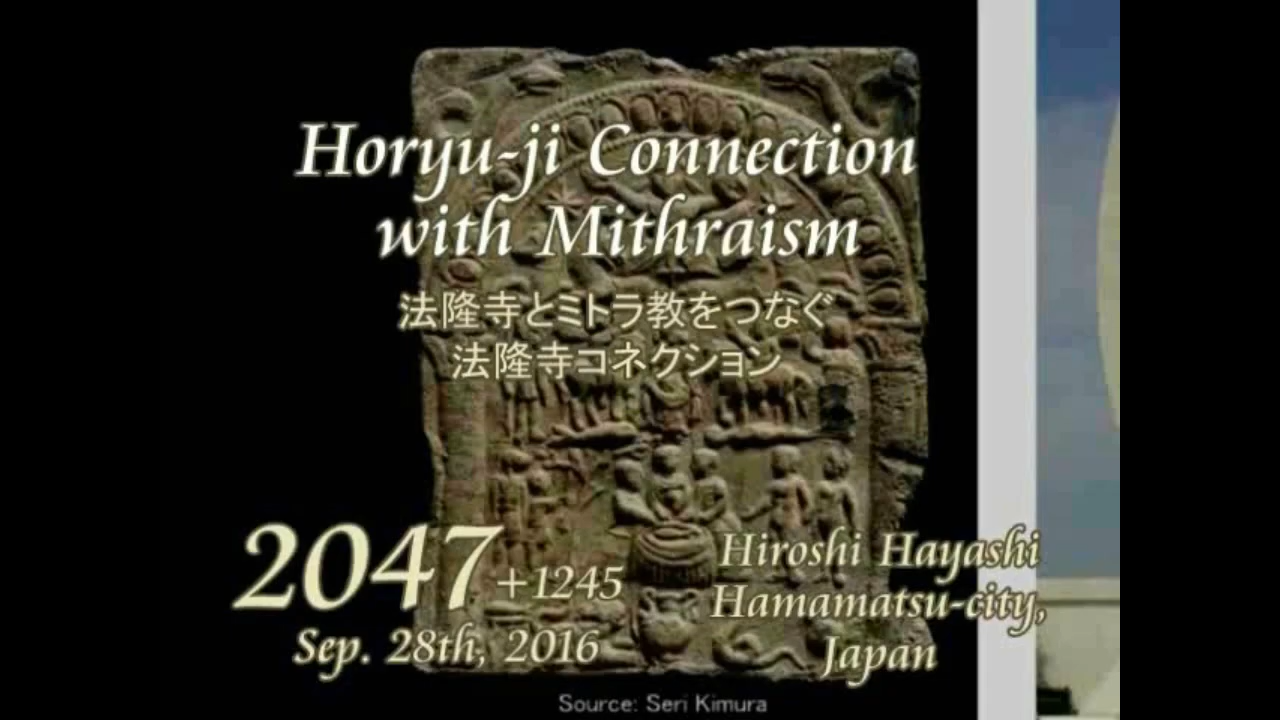 Horyu-ji Connection
with Mithraism
法隆寺とミトラ教をつなぐ
法隆寺コネクション
2047+1245
Sep. 28th, 2016
Hiroshi Hayashi
Hamamatsu-city,
Japan
Source: Seri Kimura